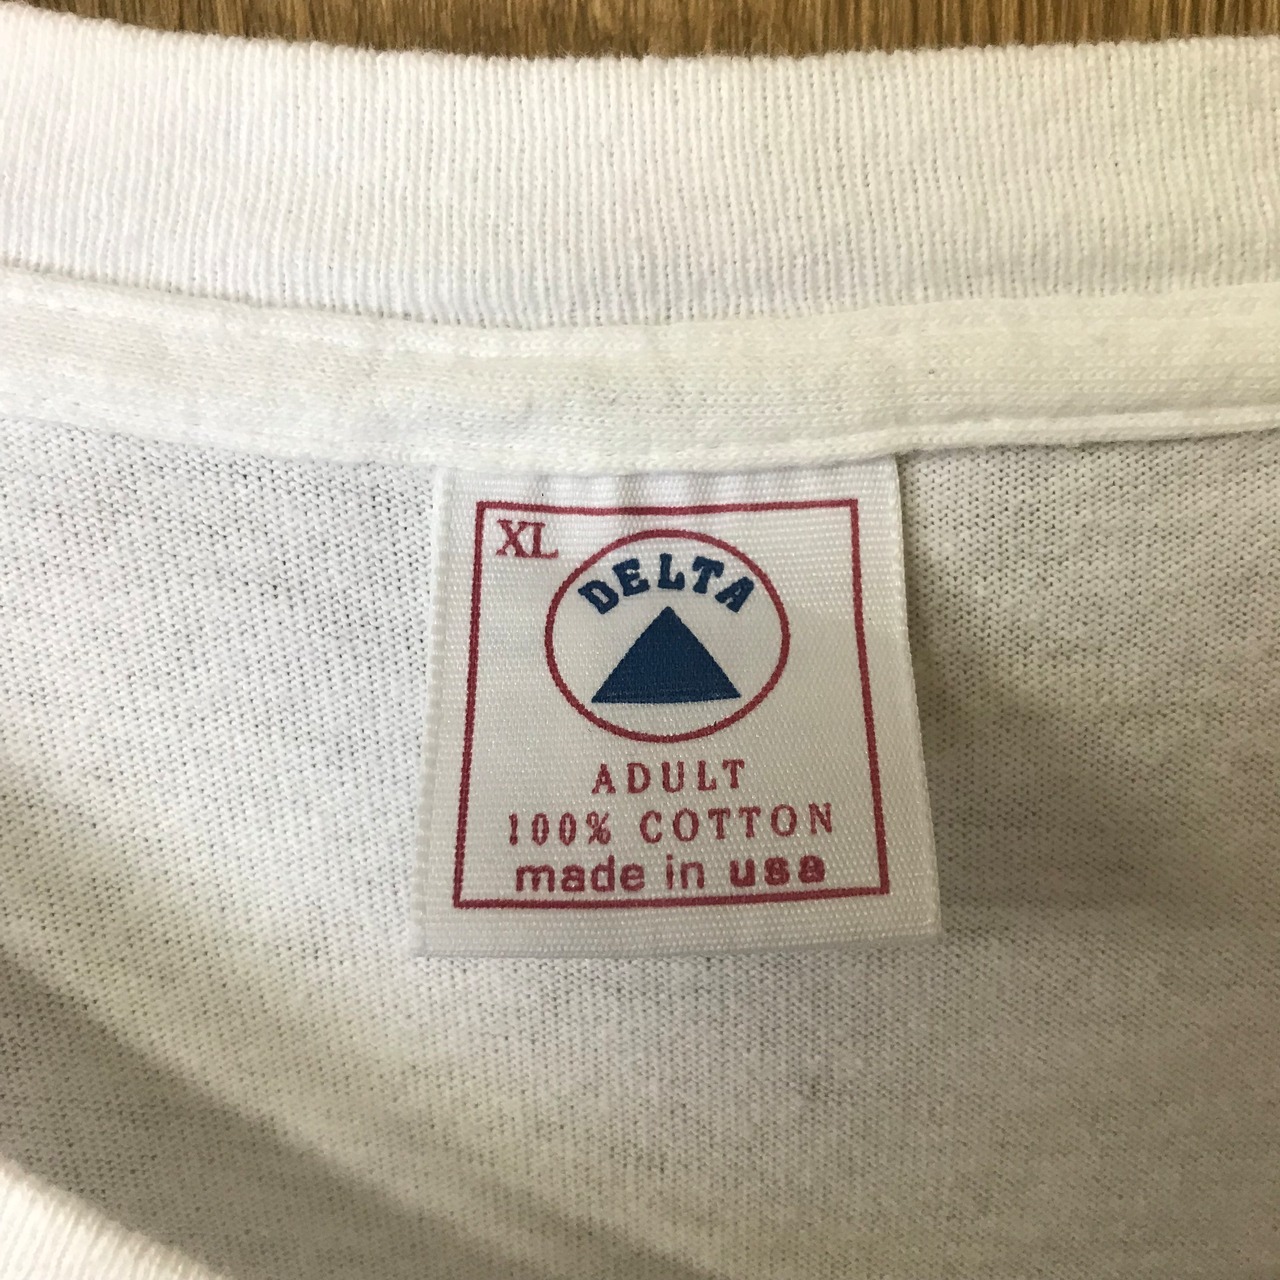 XL
DELTA
ADULT
100% COTTON
made in usa